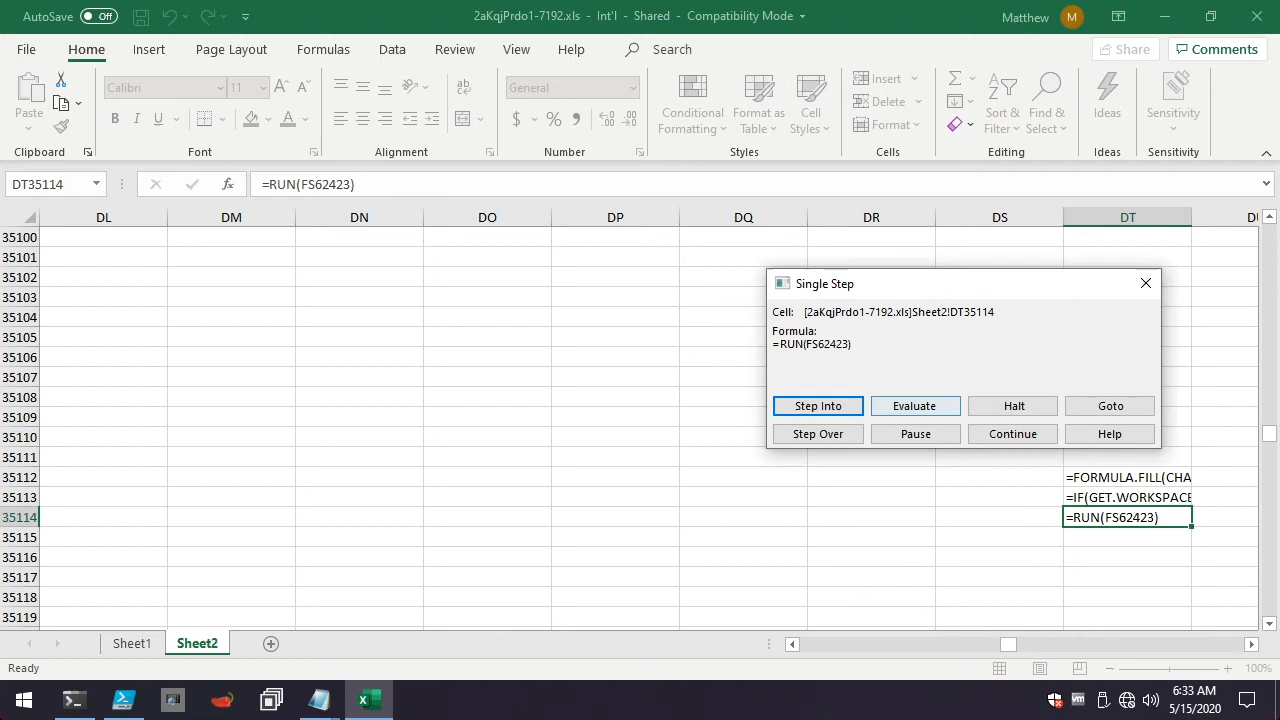 AutoSave Off 2aKqjPrdo1-7192.xls - Int'l - Shared - Compatibility Mode Matthew M
File Home Insert Page Layout Formulas Data Review View Help Search Share Comments
Paste Calibri 11 General Conditional Formatting Format as Table Cell Styles Insert Delete Format Sort & Filter Find & Select Ideas Sensitivity
Clipboard Font Alignment Number Styles Cells Editing Ideas Sensitivity
DT35114 =RUN(FS62423)
DL DM DN DO DP DQ DR DS DT
35100
35101
35102
35103
35104
35105
35106
35107
35108
35109
35110
35111
35112 =FORMULA.FILL(CHA
35113 =IF(GET.WORKSPACE
35114 =RUN(FS62423)
35115
35116
35117
35118
35119
Single Step
Cell: [2aKqjPrdo1-7192.xls]Sheet2!DT35114
Formula:
=RUN(FS62423)
Step Into Evaluate Halt Goto
Step Over Pause Continue Help
Sheet1 Sheet2
Ready 100%
6:33 AM
5/15/2020